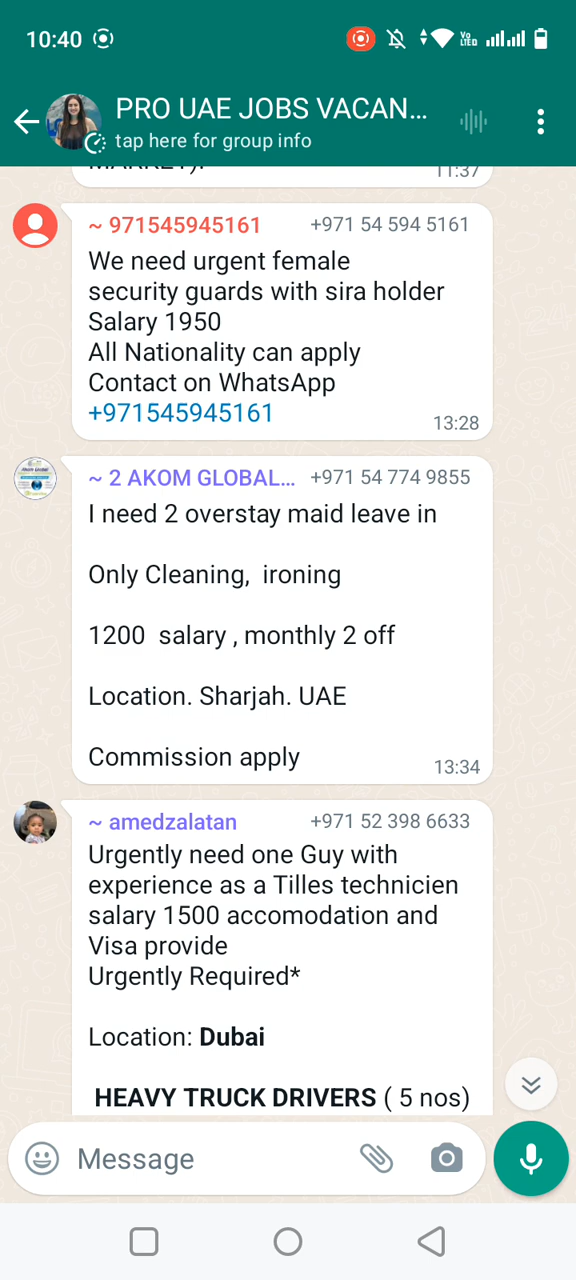 10:40
Vo
LTED
PRO UAE JOBS VACAN...
tap here for group info
11:37
~ 971545945161 +971 54 594 5161
We need urgent female
security guards with sira holder
Salary 1950
All Nationality can apply
Contact on WhatsApp
+971545945161
13:28
~ 2 AKOM GLOBAL... +971 54 774 9855
I need 2 overstay maid leave in
Only Cleaning,  ironing
1200  salary , monthly 2 off
Location. Sharjah. UAE
Commission apply
13:34
~ amedzalatan +971 52 398 6633
Urgently need one Guy with
experience as a Tilles technicien
salary 1500 accomodation and
Visa provide
Urgently Required*
Location: Dubai
HEAVY TRUCK DRIVERS ( 5 nos)
Message